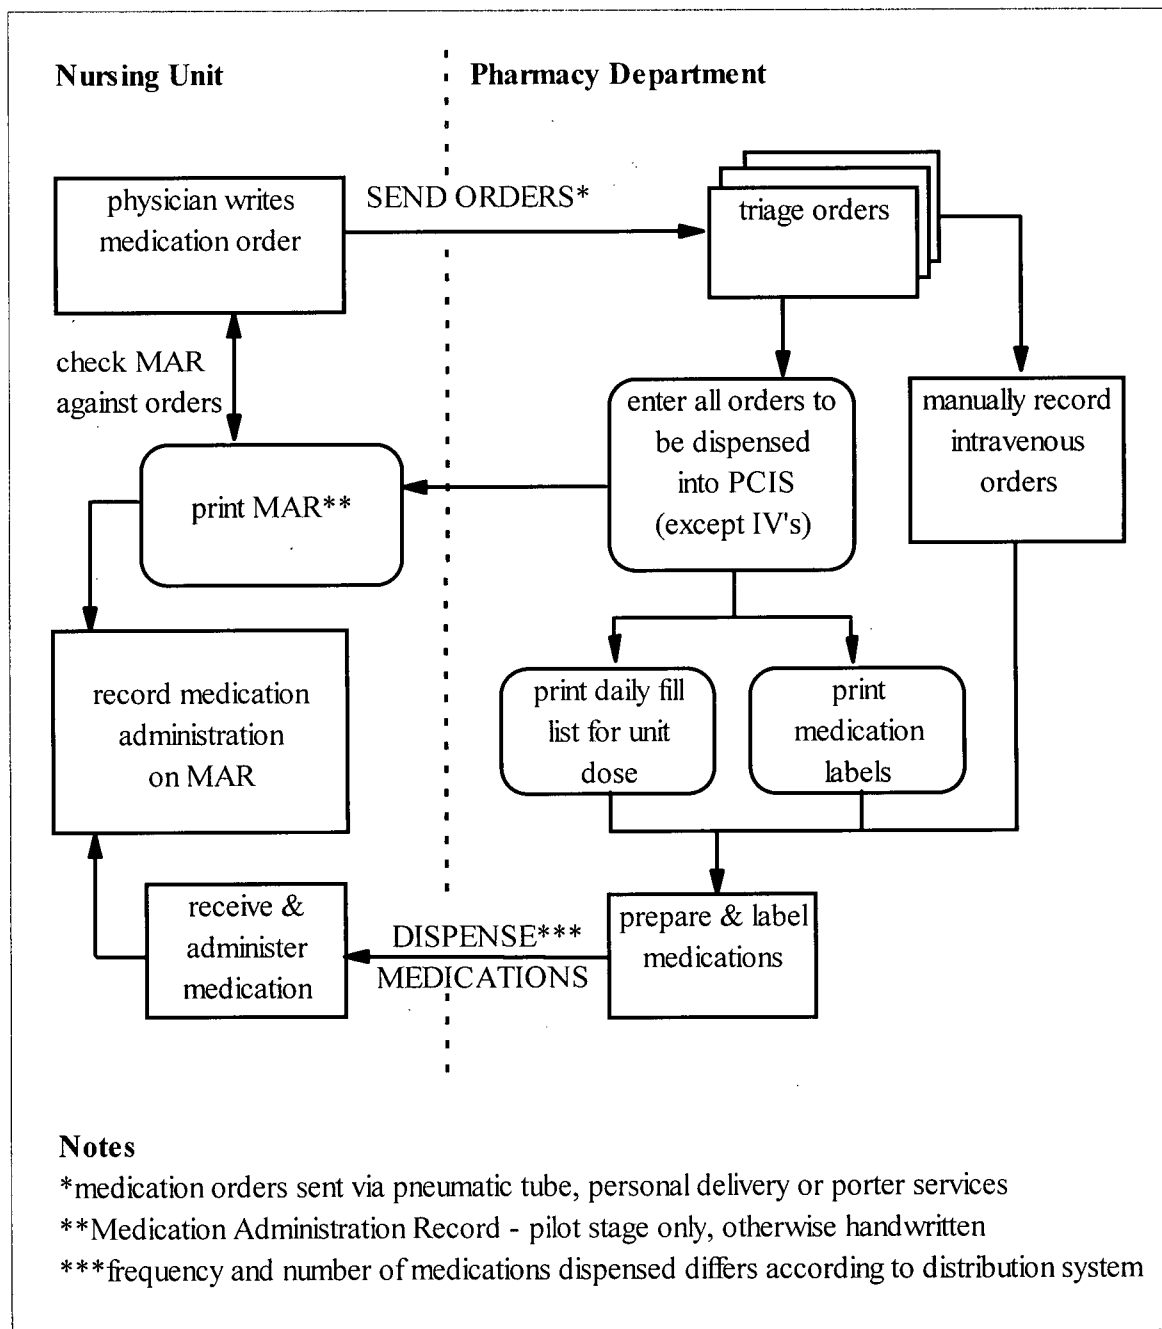 Nursing Unit
Pharmacy Department
physician writes
medication order
SEND ORDERS*
triage orders
check MAR
against orders
enter all orders to
be dispensed
into PCIS
(except IV's)
manually record
intravenous
orders
print MAR**
record medication
administration
on MAR
print daily fill
list for unit
dose
print
medication
labels
receive &
administer
medication
DISPENSE***
MEDICATIONS
prepare & label
medications
Notes
*medication orders sent via pneumatic tube, personal delivery or porter services
**Medication Administration Record - pilot stage only, otherwise handwritten
***frequency and number of medications dispensed differs according to distribution system